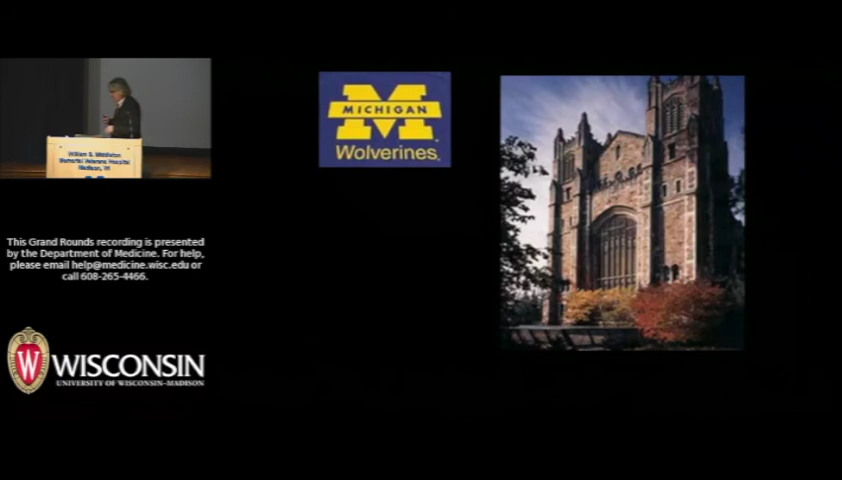 William S. Middleton
Memorial Veterans Hospital
Madison, WI
MICHIGAN
Wolverines
This Grand Rounds recording is presented
by the Department of Medicine. For help,
please email help@medicine.wisc.edu or
call 608-265-4466.
W WISCONSIN
UNIVERSITY OF WISCONSIN–MADISON